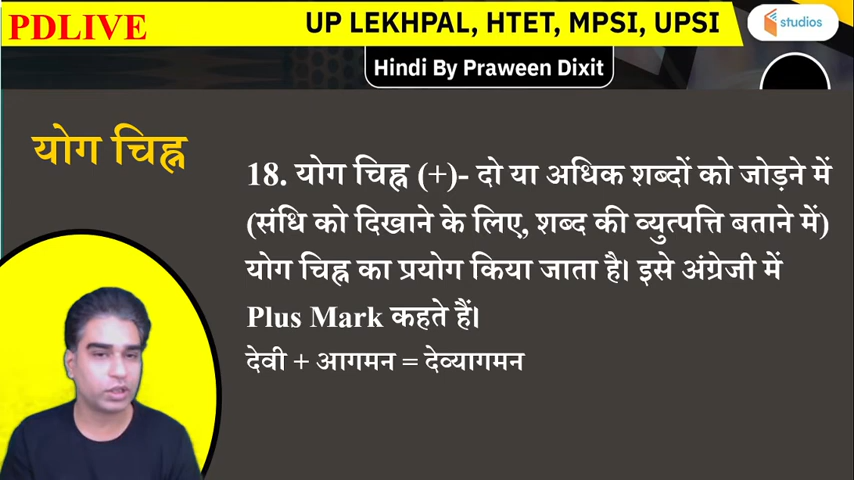 PDLIVE
UP LEKHPAL, HTET, MPSI, UPSI
studios
Hindi By Praween Dixit
योग चिह्न
18. योग चिह्न (+)- दो या अधिक शब्दों को जोड़ने में
(संधि को दिखाने के लिए, शब्द की व्युत्पत्ति बताने में)
योग चिह्न का प्रयोग किया जाता है। इसे अंग्रेजी में
Plus Mark कहते हैं।
देवी + आगमन = देव्यागमन